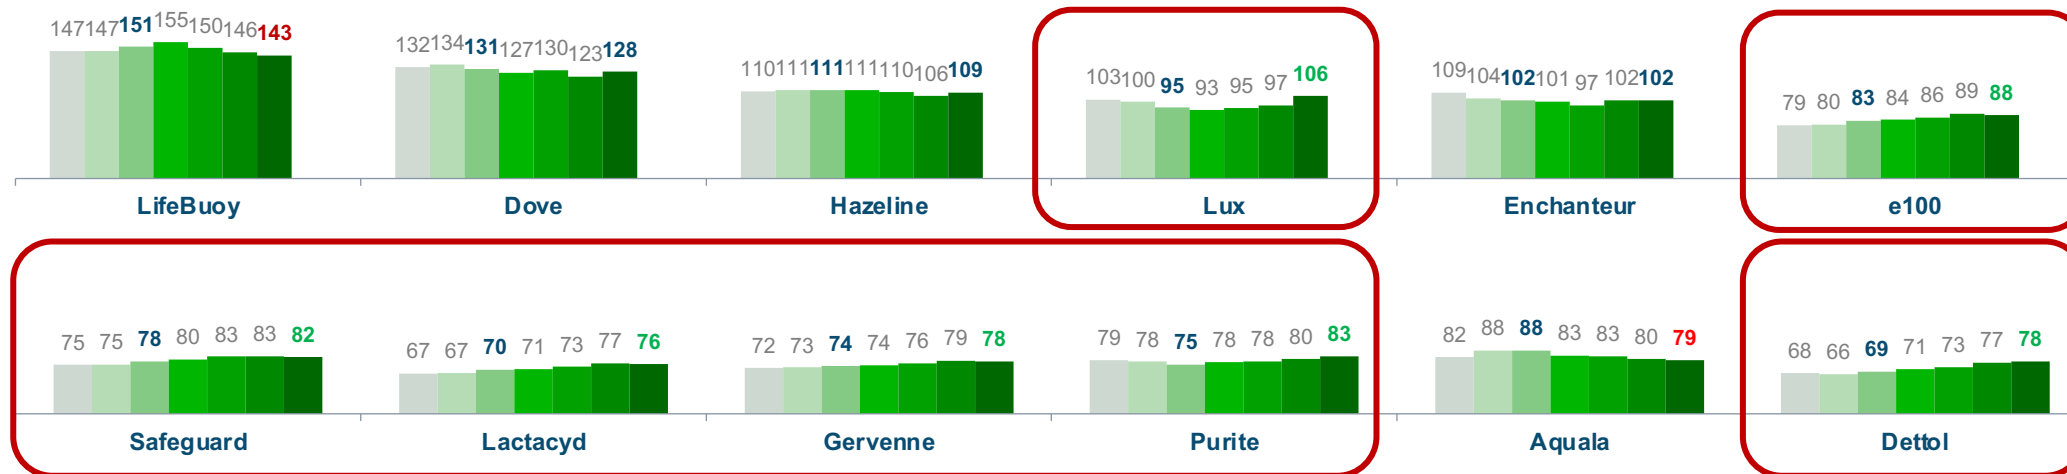 147 147 151 155 150 146 143
132 134 131 127 130 123 128
110 111 111 111 110 106 109
103 100 95 93 95 97 106
109 104 102 101 97 102 102
79 80 83 84 86 89 88
LifeBuoy Dove Hazeline Lux Enchanteur e100
75 75 78 80 83 83 82
67 67 70 71 73 77 76
72 73 74 74 76 79 78
79 78 75 78 78 80 83
82 88 88 83 83 80 79
68 66 69 71 73 77 78
Safeguard Lactacyd Gervenne Purite Aquala Dettol